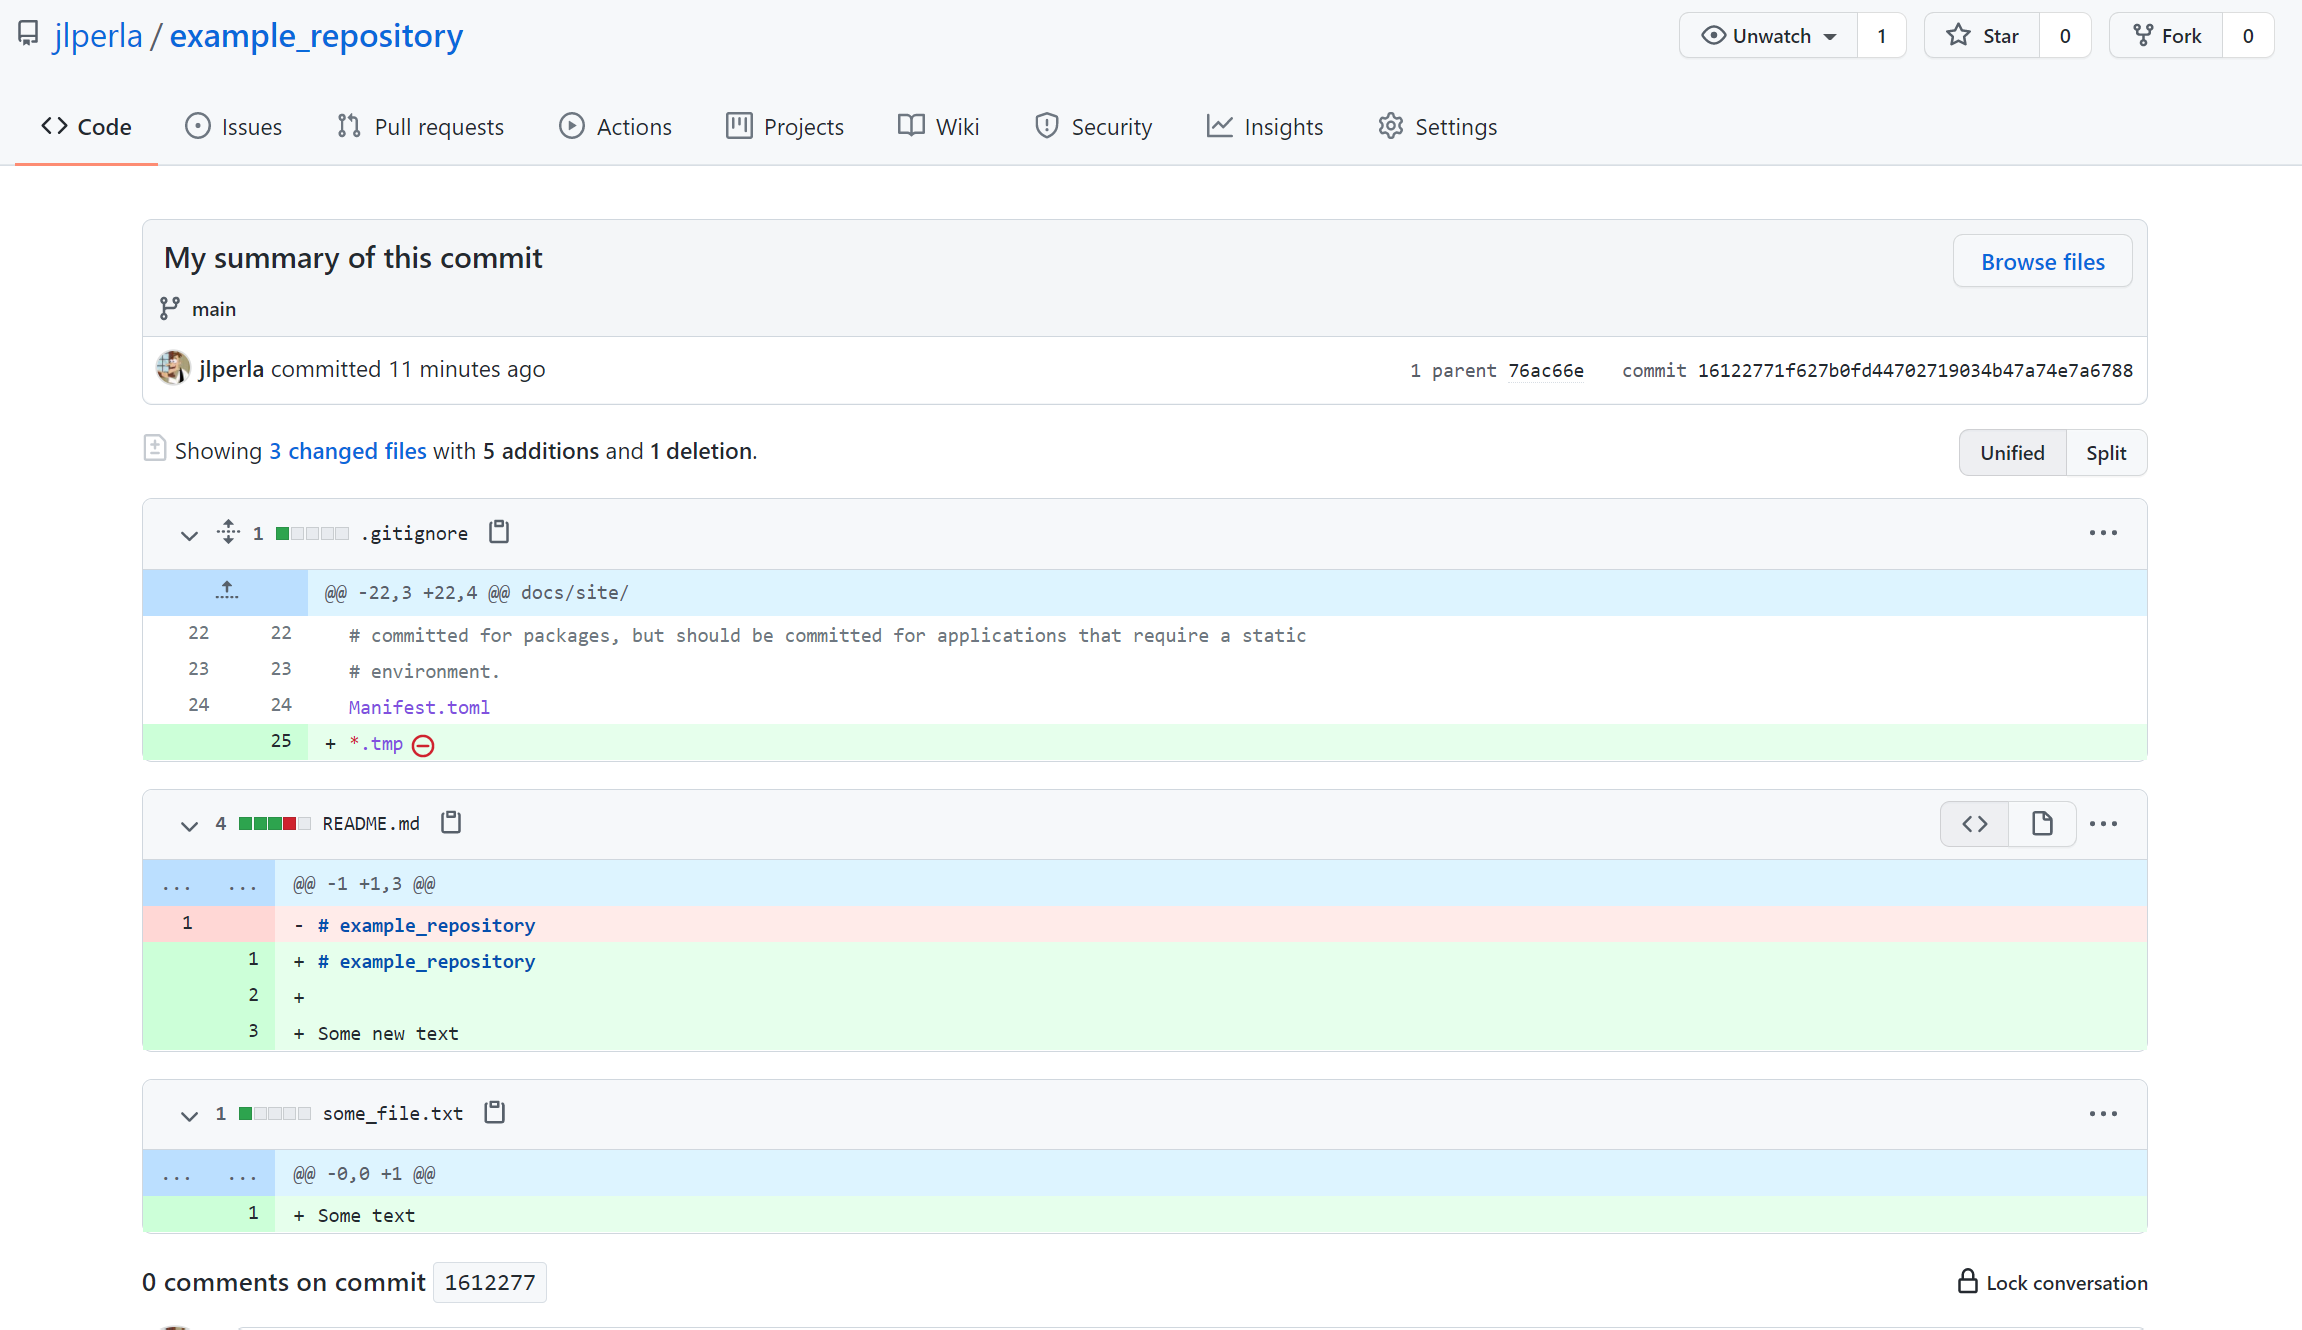 jlperla / example_repository
Unwatch 1 Star 0 Fork 0
Code Issues Pull requests Actions Projects Wiki Security Insights Settings
My summary of this commit
Browse files
main
jlperla committed 11 minutes ago 1 parent 76ac66e commit 16122771f627b0fd44702719034b47a74e7a6788
Showing 3 changed files with 5 additions and 1 deletion.
Unified Split
1 .gitignore
@@ -22,3 +22,4 @@ docs/site/
22 22 # committed for packages, but should be committed for applications that require a static
23 23 # environment.
24 24 Manifest.toml
25 + *.tmp
4 README.md
... ... @@ -1 +1,3 @@
1 - # example_repository
1 + # example_repository
2 +
3 + Some new text
1 some_file.txt
... ... @@ -0,0 +1 @@
1 + Some text
0 comments on commit 1612277
Lock conversation